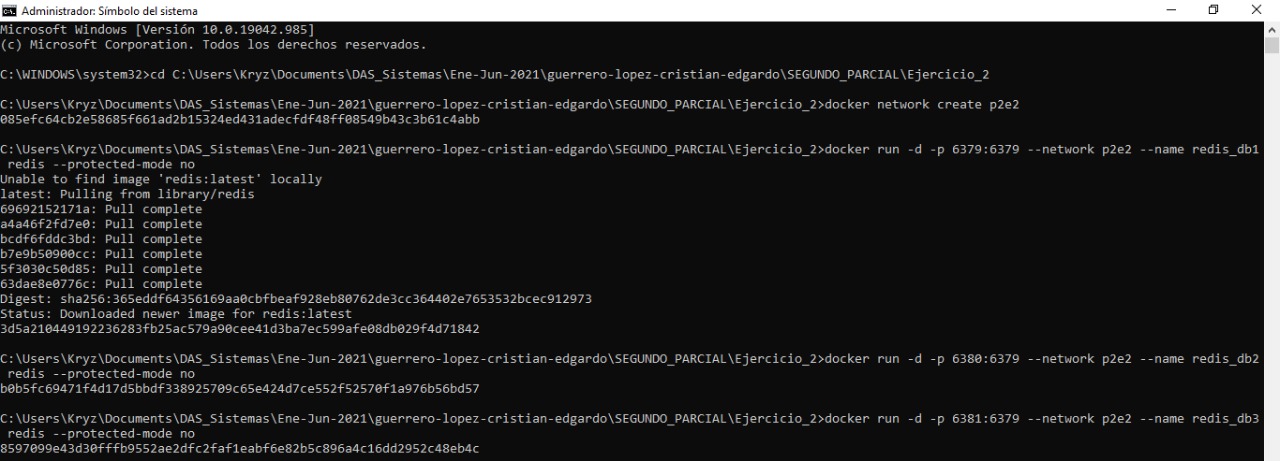 Administrador: Símbolo del sistema
Microsoft Windows [Versión 10.0.19042.985]
(c) Microsoft Corporation. Todos los derechos reservados.
C:\WINDOWS\system32>cd C:\Users\Kryz\Documents\DAS_Sistemas\Ene-Jun-2021\guerrero-lopez-cristian-edgardo\SEGUNDO_PARCIAL\Ejercicio_2
C:\Users\Kryz\Documents\DAS_Sistemas\Ene-Jun-2021\guerrero-lopez-cristian-edgardo\SEGUNDO_PARCIAL\Ejercicio_2>docker network create p2e2
085efc64cb2e58685f661ad2b15324ed431adecfdf48ff08549b43c3b61c4abb
C:\Users\Kryz\Documents\DAS_Sistemas\Ene-Jun-2021\guerrero-lopez-cristian-edgardo\SEGUNDO_PARCIAL\Ejercicio_2>docker run -d -p 6379:6379 --network p2e2 --name redis_db1
redis --protected-mode no
Unable to find image 'redis:latest' locally
latest: Pulling from library/redis
69692152171a: Pull complete
a4a46f2fd7e0: Pull complete
bcdf6fddc3bd: Pull complete
b7e9b50900cc: Pull complete
5f3030c50d85: Pull complete
63dae8e0776c: Pull complete
Digest: sha256:365eddf64356169aa0cbfbeaf928eb80762de3cc364402e7653532bcec912973
Status: Downloaded newer image for redis:latest
3d5a210449192236283fb25ac579a90cee41d3ba7ec599afe08db029f4d71842
C:\Users\Kryz\Documents\DAS_Sistemas\Ene-Jun-2021\guerrero-lopez-cristian-edgardo\SEGUNDO_PARCIAL\Ejercicio_2>docker run -d -p 6380:6379 --network p2e2 --name redis_db2
redis --protected-mode no
b0b5fc69471f4d17d5bbdf338925709c65e424d7ce552f52570f1a976b56bd57
C:\Users\Kryz\Documents\DAS_Sistemas\Ene-Jun-2021\guerrero-lopez-cristian-edgardo\SEGUNDO_PARCIAL\Ejercicio_2>docker run -d -p 6381:6379 --network p2e2 --name redis_db3
redis --protected-mode no
8597099e43d30fffb9552ae2dfc2faf1eabf6e82b5c896a4c16dd2952c48eb4c